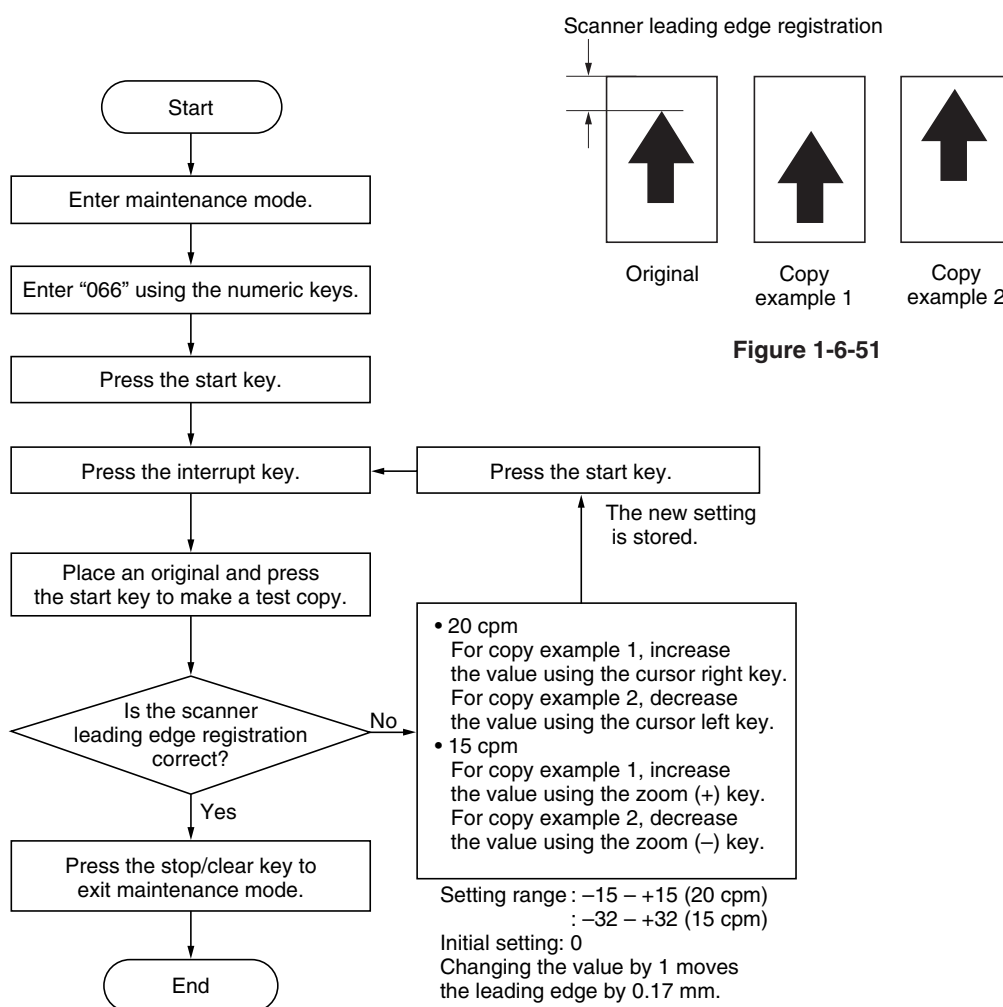 Scanner leading edge registration
Original
Copy
example 1
Copy
example 2
Figure 1-6-51
Start
Enter maintenance mode.
Enter “066” using the numeric keys.
Press the start key.
Press the interrupt key.
Place an original and press
the start key to make a test copy.
Is the scanner
leading edge registration
correct?
No
Yes
Press the stop/clear key to
exit maintenance mode.
End
Press the start key.
The new setting
is stored.
• 20 cpm
For copy example 1, increase
the value using the cursor right key.
For copy example 2, decrease
the value using the cursor left key.
• 15 cpm
For copy example 1, increase
the value using the zoom (+) key.
For copy example 2, decrease
the value using the zoom (–) key.
Setting range : –15 – +15 (20 cpm)
: –32 – +32 (15 cpm)
Initial setting: 0
Changing the value by 1 moves
the leading edge by 0.17 mm.